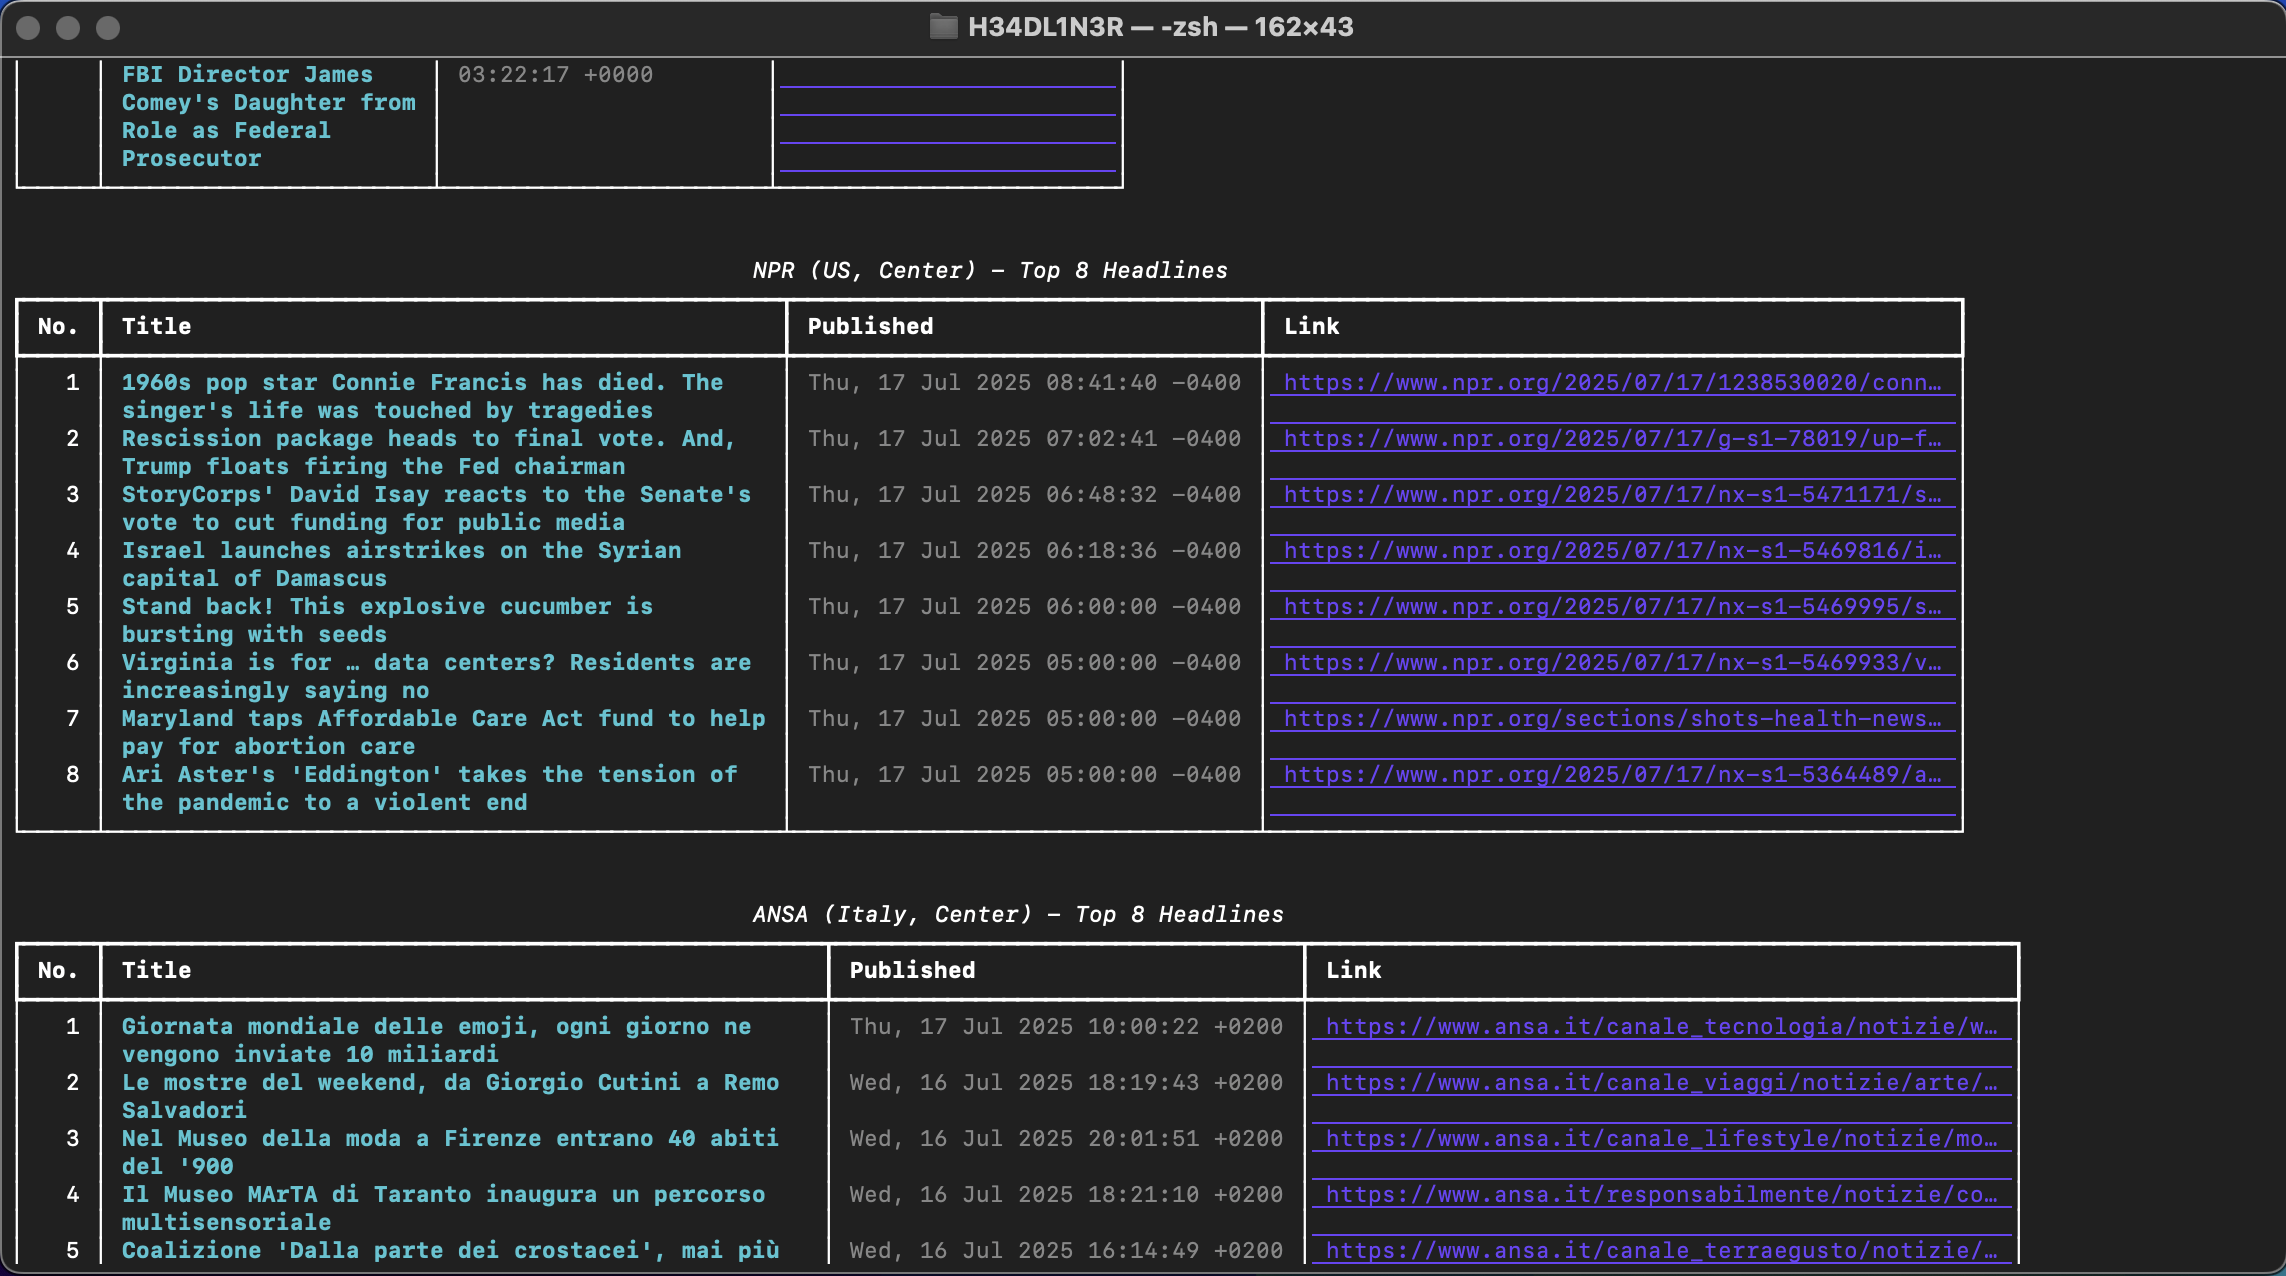 H34DL1N3R — -zsh — 162×43
FBI Director James 03:22:17 +0000
Comey's Daughter from
Role as Federal
Prosecutor
NPR (US, Center) – Top 8 Headlines
No. Title Published Link
1 1960s pop star Connie Francis has died. The Thu, 17 Jul 2025 08:41:40 -0400 https://www.npr.org/2025/07/17/1238530020/conn…
singer's life was touched by tragedies
2 Rescission package heads to final vote. And, Thu, 17 Jul 2025 07:02:41 -0400 https://www.npr.org/2025/07/17/g-s1-78019/up-f…
Trump floats firing the Fed chairman
3 StoryCorps' David Isay reacts to the Senate's Thu, 17 Jul 2025 06:48:32 -0400 https://www.npr.org/2025/07/17/nx-s1-5471171/s…
vote to cut funding for public media
4 Israel launches airstrikes on the Syrian Thu, 17 Jul 2025 06:18:36 -0400 https://www.npr.org/2025/07/17/nx-s1-5469816/i…
capital of Damascus
5 Stand back! This explosive cucumber is Thu, 17 Jul 2025 06:00:00 -0400 https://www.npr.org/2025/07/17/nx-s1-5469995/s…
bursting with seeds
6 Virginia is for … data centers? Residents are Thu, 17 Jul 2025 05:00:00 -0400 https://www.npr.org/2025/07/17/nx-s1-5469933/v…
increasingly saying no
7 Maryland taps Affordable Care Act fund to help Thu, 17 Jul 2025 05:00:00 -0400 https://www.npr.org/sections/shots-health-news…
pay for abortion care
8 Ari Aster's 'Eddington' takes the tension of Thu, 17 Jul 2025 05:00:00 -0400 https://www.npr.org/2025/07/17/nx-s1-5364489/a…
the pandemic to a violent end
ANSA (Italy, Center) – Top 8 Headlines
No. Title Published Link
1 Giornata mondiale delle emoji, ogni giorno ne Thu, 17 Jul 2025 10:00:22 +0200 https://www.ansa.it/canale_tecnologia/notizie/w…
vengono inviate 10 miliardi
2 Le mostre del weekend, da Giorgio Cutini a Remo Wed, 16 Jul 2025 18:19:43 +0200 https://www.ansa.it/canale_viaggi/notizie/arte/…
Salvadori
3 Nel Museo della moda a Firenze entrano 40 abiti Wed, 16 Jul 2025 20:01:51 +0200 https://www.ansa.it/canale_lifestyle/notizie/mo…
del '900
4 Il Museo MArTA di Taranto inaugura un percorso Wed, 16 Jul 2025 18:21:10 +0200 https://www.ansa.it/responsabilmente/notizie/co…
multisensoriale
5 Coalizione 'Dalla parte dei crostacei', mai più Wed, 16 Jul 2025 16:14:49 +0200 https://www.ansa.it/canale_terraegusto/notizie/…